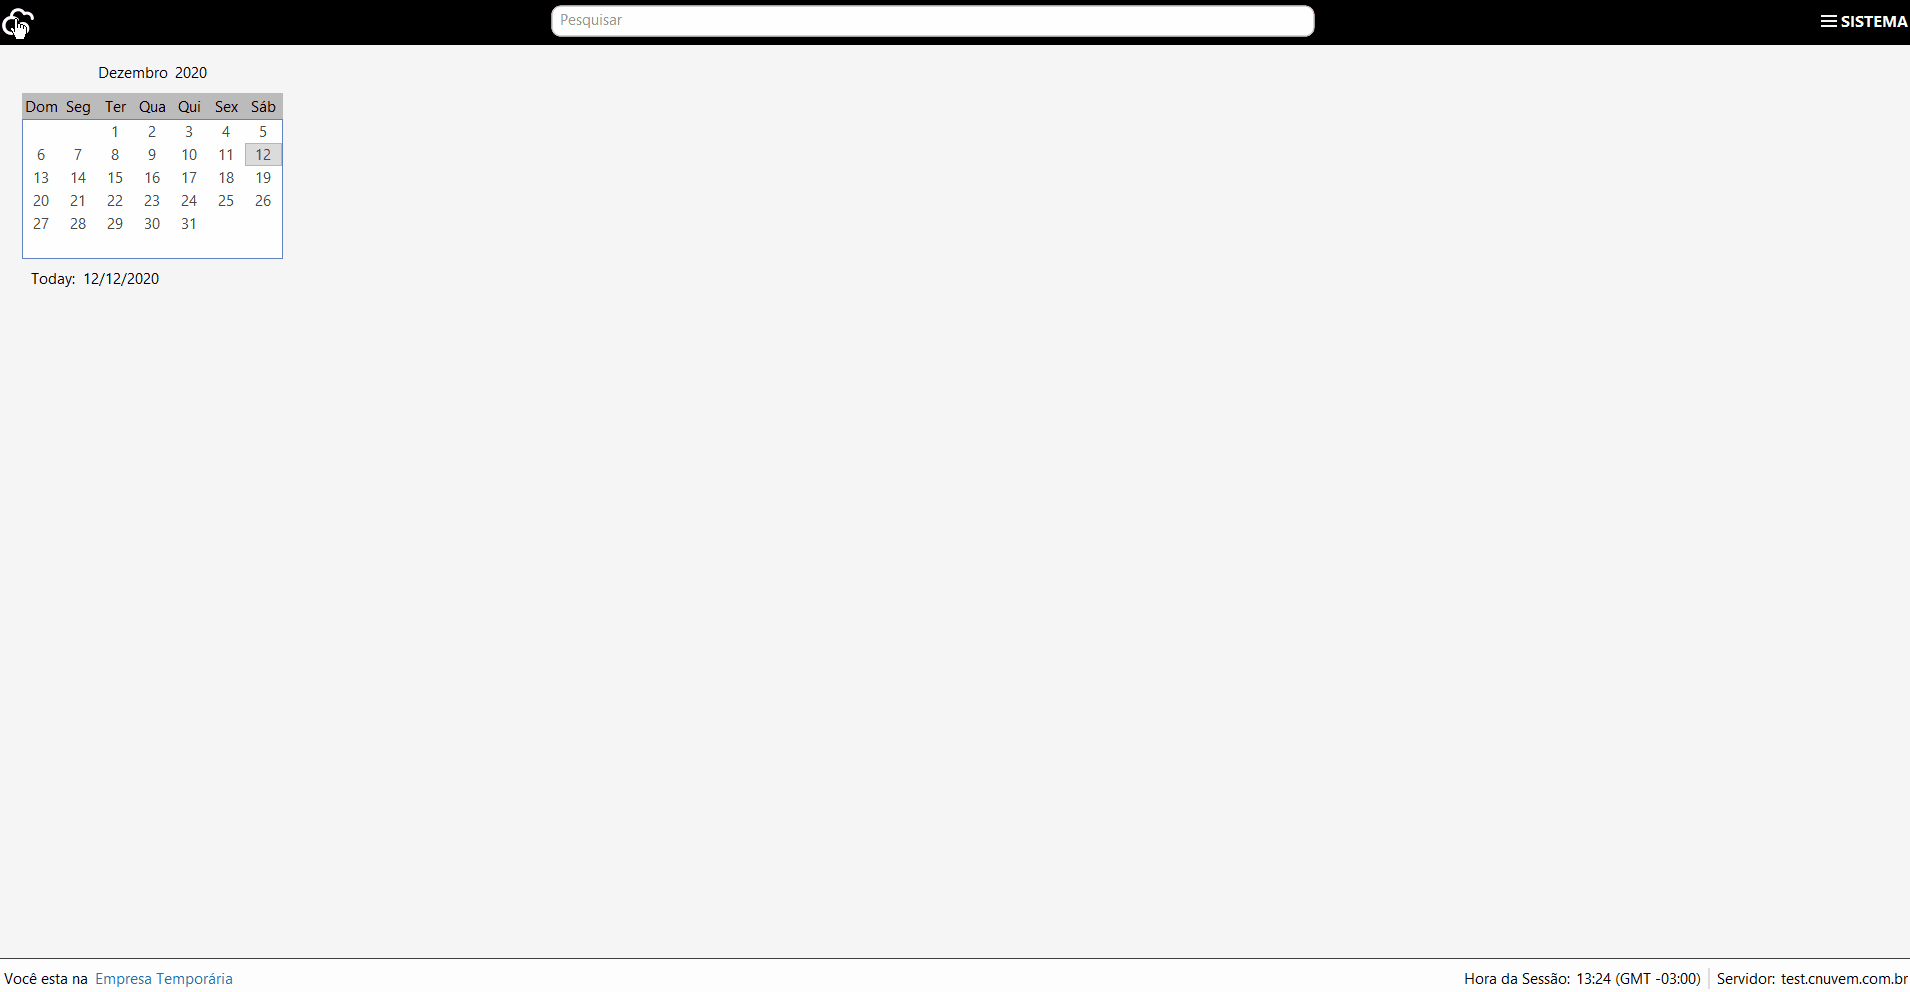 Pesquisar
SISTEMA
Dezembro 2020
Dom Seg Ter Qua Qui Sex Sáb
1 2 3 4 5
6 7 8 9 10 11 12
13 14 15 16 17 18 19
20 21 22 23 24 25 26
27 28 29 30 31
Today: 12/12/2020
Você esta na Empresa Temporária
Hora da Sessão: 13:24 (GMT -03:00) Servidor: test.cnuvem.com.br